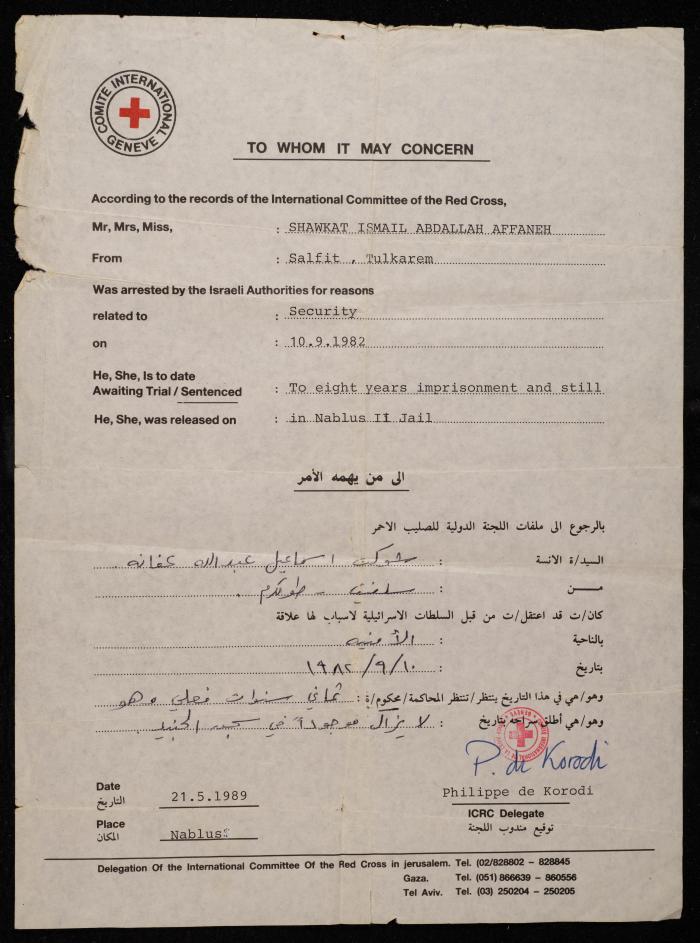 COMITE INTERNATIONAL GENEVE
TO WHOM IT MAY CONCERN
According to the records of the International Committee of the Red Cross,
Mr, Mrs, Miss, : SHAWKAT ISMAIL ABDALLAH AFFANEH
From : Salfit , Tulkarem
Was arrested by the Israeli Authorities for reasons
related to : Security
on : 10.9.1982
He, She, Is to date
Awaiting Trial / Sentenced : To eight years imprisonment and still
He, She, was released on : in Nablus II Jail
الى من يهمه الأمر
بالرجوع الى ملفات اللجنة الدولية للصليب الاحمر
السيد/ة الانسة : شوكت اسماعيل عبدالله عفانه .
مـــن : سلفيت - طولكرم .
كان/ت قد اعتقل/ت من قبل السلطات الاسرائيلية لاسباب لها علاقة
بالناحية : الأمنيه
بتاريخ : ١٩٨٢/٩/١٠
وهو/هي في هذا التاريخ ينتظر/تنتظر المحاكمة/محكوم/ة : ثماني سنوات فعلي وهو
وهو/هي أطلق سراحه بتاريخ : لا يزال موجوداً في سجن الجنيد .
P. de Korodi
Date
التاريخ
21.5.1989
Philippe de Korodi
ICRC Delegate
توقيع مندوب اللجنة
Place
المكان
Nablus
Delegation Of the International Committee Of the Red Cross in jerusalem. Tel. (02/828802 – 828845
Gaza. Tel. (051) 866639 – 860556
Tel Aviv. Tel. (03) 250204 – 250205